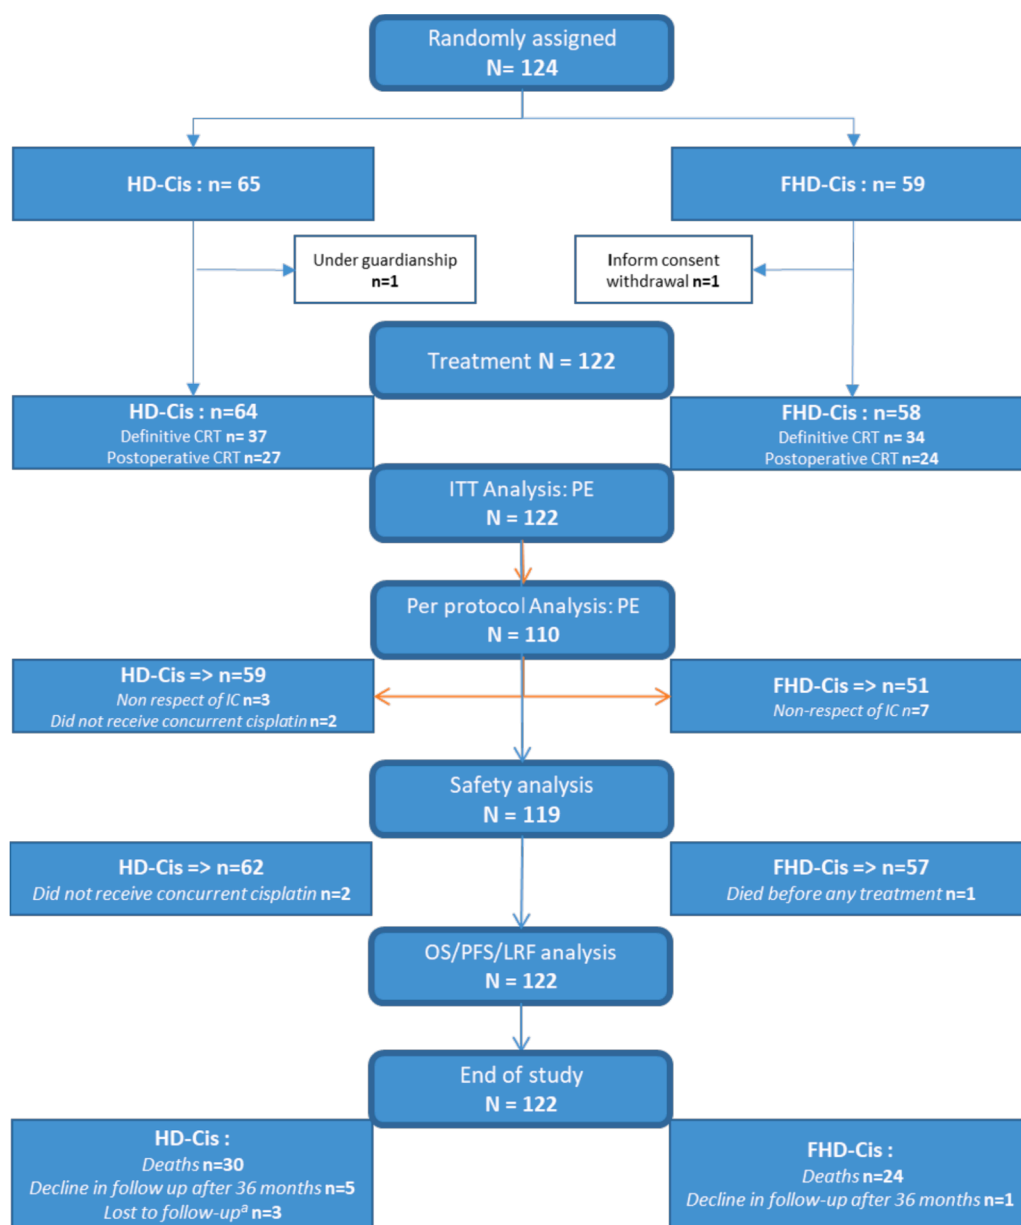 Randomly assigned
N= 124
HD-Cis : n= 65
FHD-Cis : n= 59
Under guardianship
n=1
Inform consent
withdrawal n=1
Treatment N = 122
HD-Cis : n=64
Definitive CRT n= 37
Postoperative CRT n=27
FHD-Cis : n=58
Definitive CRT n= 34
Postoperative CRT n=24
ITT Analysis: PE
N = 122
Per protocol Analysis: PE
N = 110
HD-Cis => n=59
Non respect of IC n=3
Did not receive concurrent cisplatin n=2
FHD-Cis => n=51
Non-respect of IC n=7
Safety analysis
N = 119
HD-Cis => n=62
Did not receive concurrent cisplatin n=2
FHD-Cis => n=57
Died before any treatment n=1
OS/PFS/LRF analysis
N = 122
End of study
N = 122
HD-Cis :
Deaths n=30
Decline in follow up after 36 months n=5
Lost to follow-upª n=3
FHD-Cis :
Deaths n=24
Decline in follow-up after 36 months n=1